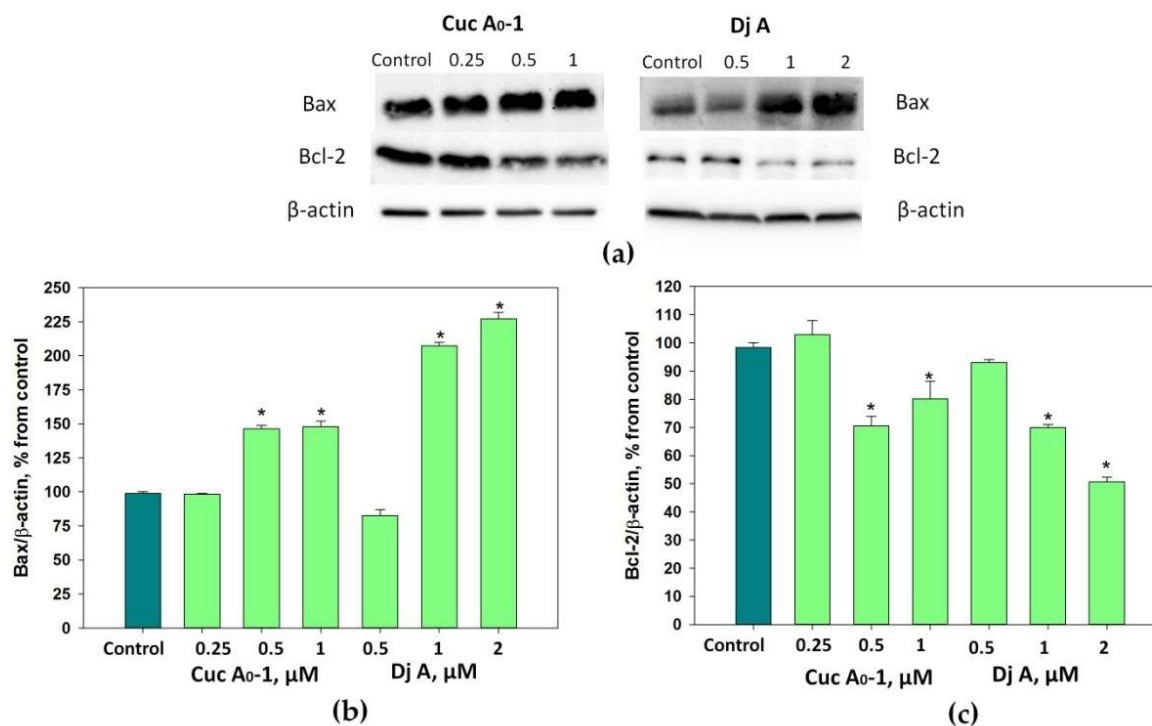 Cuc A₀-1 Dj A
Control 0.25 0.5 1 Control 0.5 1 2
Bax Bax
Bcl-2 Bcl-2
β-actin β-actin
(a)
Bax/β-actin, % from control
250
225
200
175
150
125
100
75
50
25
0
* * * *
Control 0.25 0.5 1 0.5 1 2
Cuc A₀-1, μM Dj A, μM
(b)
Bcl-2/β-actin, % from control
120
110
100
90
80
70
60
50
40
30
20
10
0
* * * *
Control 0.25 0.5 1 0.5 1 2
Cuc A₀-1, μM Dj A, μM
(c)